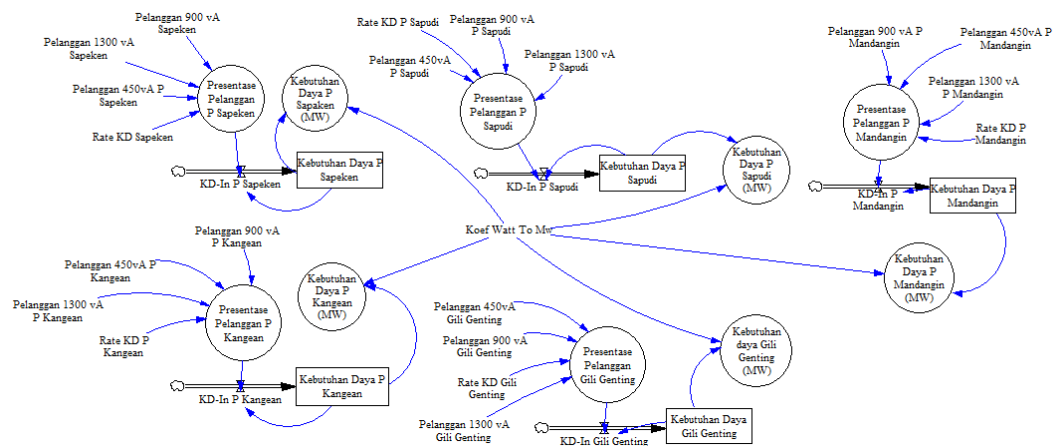 Pelanggan 900 vA
Sapeken
Pelanggan 1300 vA
Sapeken
Pelanggan 450vA P
Sapeken
Rate KD Sapeken
Presentase
Pelanggan
P Sapeken
Kebutuhan
Daya P
Sapaken
(MW)
KD-In P Sapeken
Kebutuhan Daya P
Sapeken
Rate KD P Sapudi
Pelanggan 900 vA
P Sapudi
Pelanggan 1300 vA
P Sapudi
Pelanggan 450vA
P Sapudi
Presentase
Pelanggan P
Sapudi
KD-In P Sapudi
Kebutuhan Daya P
Sapudi
Kebutuhan
Daya P
Sapudi
(MW)
Pelanggan 900 vA P
Mandangin
Pelanggan 450vA P
Mandangin
Pelanggan 1300
vA P Mandangin
Rate KD P
Mandangin
Presentase
Pelanggan P
Mandangin
KD-In P
Mandangin
Kebutuhan Daya P
Mandangin
Kebutuhan
Daya P
Mandangin
(MW)
Koef Watt To Mw
Pelanggan 900 vA
P Kangean
Pelanggan 450vA P
Kangean
Pelanggan 1300 vA
P Kangean
Rate KD P
Kangean
Presentase
Pelanggan P
Kangean
Kebutuhan
Daya P
Kangean
(MW)
KD-In P Kangean
Kebutuhan Daya P
Kangean
Pelanggan 450vA
Gili Genting
Pelanggan 900 vA
Gili Genting
Rate KD Gili
Genting
Pelanggan 1300 vA
Gili Genting
Presentase
Pelanggan
Gili Genting
KD-In Gili Genting
Kebutuhan Daya
Gili Genting
Kebutuhan
daya Gili
Genting
(MW)